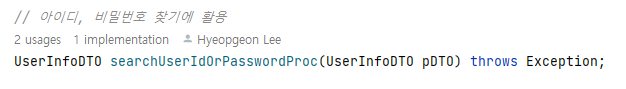 // 아이디, 비밀번호 찾기에 활용
2 usages 1 implementation Hyeopgeon Lee
UserInfoDTO searchUserIdOrPasswordProc(UserInfoDTO pDTO) throws Exception;